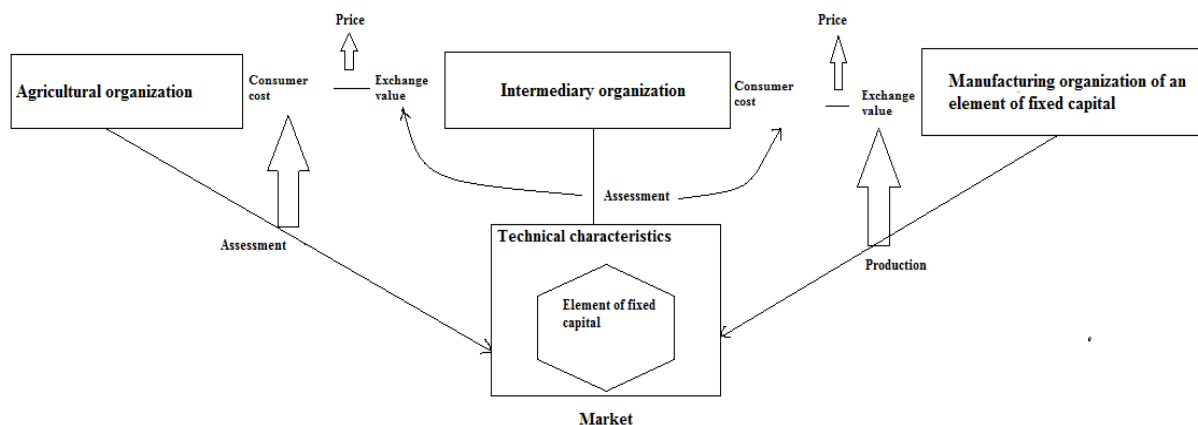 Price
Price
Agricultural organization
Consumer
cost
Exchange
value
Intermediary organization
Consumer
cost
Exchange
value
Manufacturing organization of an
element of fixed capital
Assessment
Assessment
Production
Technical characteristics
Element of fixed
capital
Market